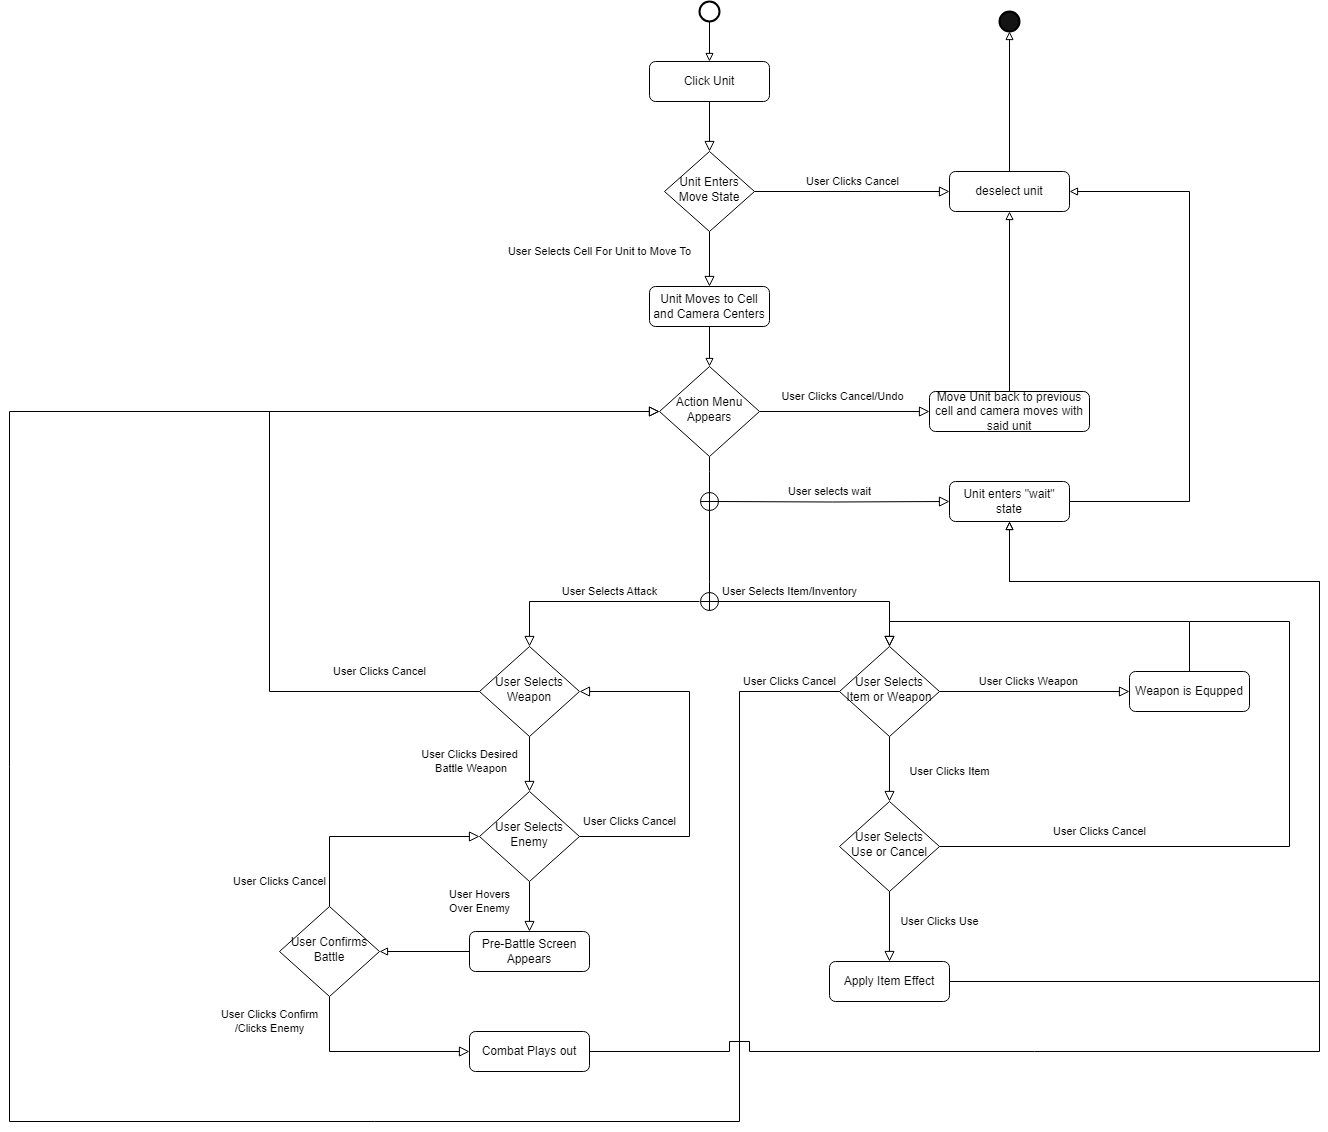 Click Unit
Unit Enters
Move State
User Clicks Cancel
deselect unit
User Selects Cell For Unit to Move To
Unit Moves to Cell
and Camera Centers
Action Menu
Appears
User Clicks Cancel/Undo
Move Unit back to previous
cell and camera moves with
said unit
User selects wait
Unit enters "wait"
state
User Selects Attack
User Selects Item/Inventory
User Clicks Cancel
User Selects
Weapon
User Clicks Cancel
User Selects
Item or Weapon
User Clicks Weapon
Weapon is Equpped
User Clicks Desired
Battle Weapon
User Clicks Item
User Selects
Enemy
User Clicks Cancel
User Selects
Use or Cancel
User Clicks Cancel
User Clicks Cancel
User Hovers
Over Enemy
User Clicks Use
User Confirms
Battle
Pre-Battle Screen
Appears
Apply Item Effect
User Clicks Confirm
/Clicks Enemy
Combat Plays out